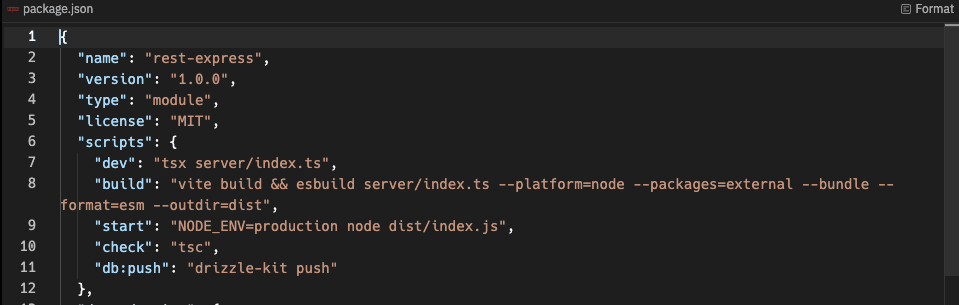 package.json
Format
1 {
2 "name": "rest-express",
3 "version": "1.0.0",
4 "type": "module",
5 "license": "MIT",
6 "scripts": {
7 "dev": "tsx server/index.ts",
8 "build": "vite build && esbuild server/index.ts --platform=node --packages=external --bundle --
format=esm --outdir=dist",
9 "start": "NODE_ENV=production node dist/index.js",
10 "check": "tsc",
11 "db:push": "drizzle-kit push"
12 },